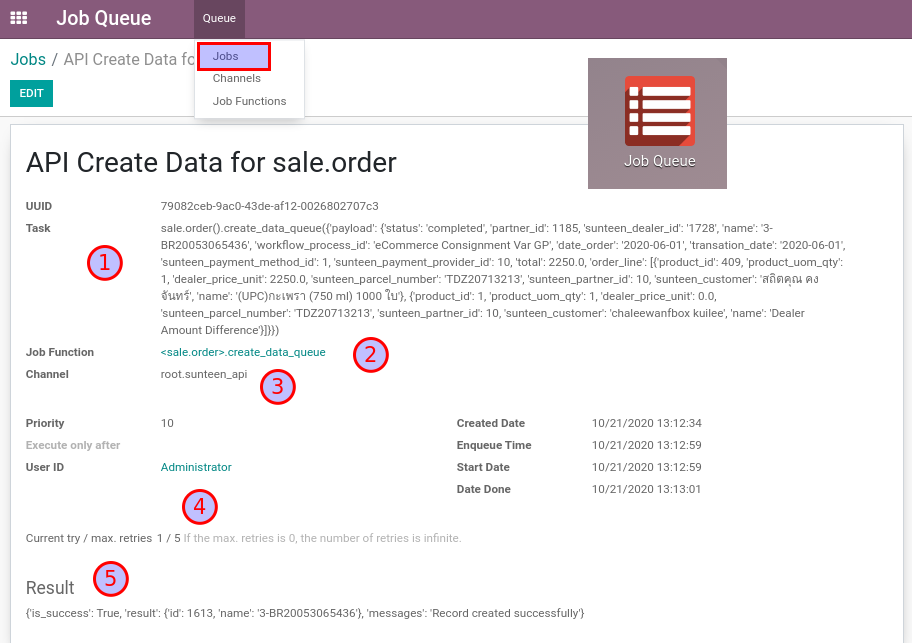 Job Queue
Queue
Jobs
Channels
Job Functions
Jobs / API Create Data fo
EDIT
Job Queue
API Create Data for sale.order
UUID 79082ceb-9ac0-43de-af12-0026802707c3
Task sale.order().create_data_queue({'payload': {'status': 'completed', 'partner_id': 1185, 'sunteen_dealer_id': '1728', 'name': '3-
BR20053065436', 'workflow_process_id': 'eCommerce Consignment Var GP', 'date_order': '2020-06-01', 'transation_date': '2020-06-01',
'sunteen_payment_method_id': 1, 'sunteen_payment_provider_id': 10, 'total': 2250.0, 'order_line': [{'product_id': 409, 'product_uom_qty':
1, 'dealer_price_unit': 2250.0, 'sunteen_parcel_number': 'TDZ20713213', 'sunteen_partner_id': 10, 'sunteen_customer': 'สถิตคุณ คง
จันทร์', 'name': '(UPC)กะเพรา (750 ml) 1000 ใบ'}, {'product_id': 1, 'product_uom_qty': 1, 'dealer_price_unit': 0.0,
'sunteen_parcel_number': 'TDZ20713213', 'sunteen_partner_id': 10, 'sunteen_customer': 'chaleewanfbox kuilee', 'name': 'Dealer
Amount Difference'}]}})
1
Job Function <sale.order>.create_data_queue
2
Channel root.sunteen_api
3
Priority 10
Created Date 10/21/2020 13:12:34
Execute only after
Enqueue Time 10/21/2020 13:12:59
User ID Administrator
Start Date 10/21/2020 13:12:59
Date Done 10/21/2020 13:13:01
4
Current try / max. retries 1 / 5 If the max. retries is 0, the number of retries is infinite.
5
Result
{'is_success': True, 'result': {'id': 1613, 'name': '3-BR20053065436'}, 'messages': 'Record created successfully'}